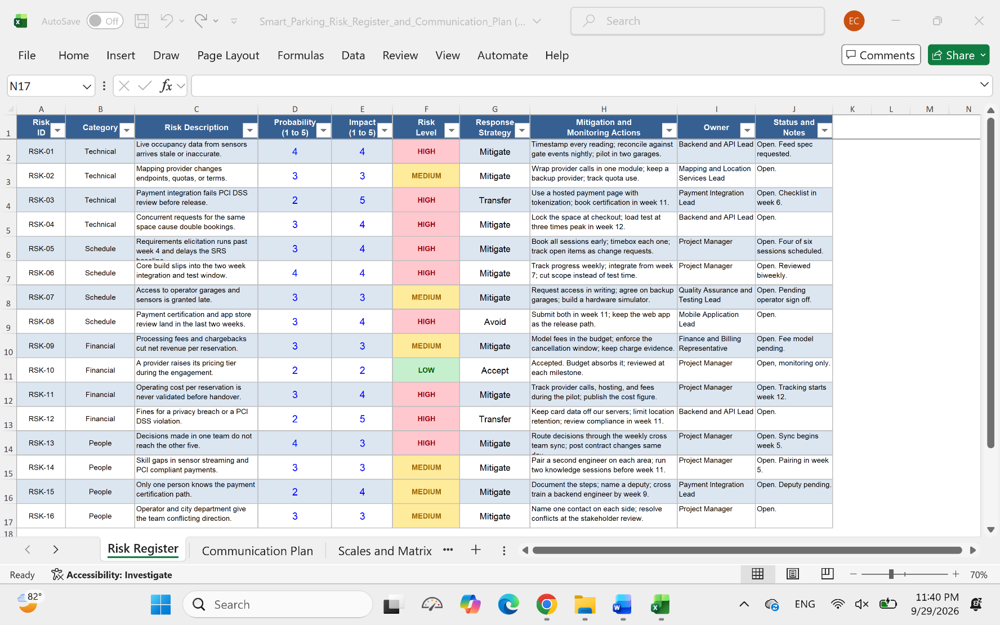 AutoSave Off Smart_Parking_Risk_Register_and_Communication_Plan (... Search EC
File Home Insert Draw Page Layout Formulas Data Review View Automate Help Comments Share
N17 fx
A B C D E F G H I J K L M N
1 Risk ID Category Risk Description Probability (1 to 5) Impact (1 to 5) Risk Level Response Strategy Mitigation and Monitoring Actions Owner Status and Notes
2 RSK-01 Technical Live occupancy data from sensors arrives stale or inaccurate. 4 4 HIGH Mitigate Timestamp every reading; reconcile against gate events nightly; pilot in two garages. Backend and API Lead Open. Feed spec requested.
3 RSK-02 Technical Mapping provider changes endpoints, quotas, or terms. 3 3 MEDIUM Mitigate Wrap provider calls in one module; keep a backup provider; track quota use. Mapping and Location Services Lead Open.
4 RSK-03 Technical Payment integration fails PCI DSS review before release. 2 5 HIGH Transfer Use a hosted payment page with tokenization; book certification in week 11. Payment Integration Lead Open. Checklist in week 6.
5 RSK-04 Technical Concurrent requests for the same space cause double bookings. 3 4 HIGH Mitigate Lock the space at checkout; load test at three times peak in week 12. Backend and API Lead Open.
6 RSK-05 Schedule Requirements elicitation runs past week 4 and delays the SRS 3 4 HIGH Mitigate Book all sessions early; timebox each one; track open items as change requests. Project Manager Open. Four of six sessions scheduled.
7 RSK-06 Schedule Core build slips into the two week integration and test window. 4 4 HIGH Mitigate Track progress weekly; integrate from week 7; cut scope instead of test time. Project Manager Open. Reviewed biweekly.
8 RSK-07 Schedule Access to operator garages and sensors is granted late. 3 3 MEDIUM Mitigate Request access in writing; agree on backup garages; build a hardware simulator. Quality Assurance and Testing Lead Open. Pending operator sign off.
9 RSK-08 Schedule Payment certification and app store review land in the last two weeks. 3 4 HIGH Avoid Submit both in week 11; keep the web app as the release path. Mobile Application Lead Open.
10 RSK-09 Financial Processing fees and chargebacks cut net revenue per reservation. 3 3 MEDIUM Mitigate Model fees in the budget; enforce the cancellation window; keep charge evidence. Finance and Billing Representative Open. Fee model pending.
11 RSK-10 Financial A provider raises its pricing tier during the engagement. 2 2 LOW Accept Accepted. Budget absorbs it; reviewed at each milestone. Project Manager Open, monitoring only.
12 RSK-11 Financial Operating cost per reservation is never validated before handover. 3 4 HIGH Mitigate Track provider calls, hosting, and fees during the pilot; publish the cost figure. Project Manager Open. Tracking starts week 12.
13 RSK-12 Financial Fines for a privacy breach or a PCI DSS violation. 2 5 HIGH Transfer Keep card data off our servers; limit location retention; review compliance in week 11. Backend and API Lead Open.
14 RSK-13 People Decisions made in one team do not reach the other five. 4 3 HIGH Mitigate Route decisions through the weekly cross team sync; post contract changes same Project Manager Open. Sync begins week 5.
15 RSK-14 People Skill gaps in sensor streaming and PCI compliant payments. 3 3 MEDIUM Mitigate Pair a second engineer on each area; run two knowledge sessions before week 11. Project Manager Open. Pairing in week 5.
16 RSK-15 People Only one person knows the payment certification path. 2 4 MEDIUM Mitigate Document the steps; name a deputy; cross train a backend engineer by week 9. Payment Integration Lead Open. Deputy pending.
17 RSK-16 People Operator and city department give the team conflicting direction. 3 3 MEDIUM Mitigate Name one contact on each side; resolve conflicts at the stakeholder review. Project Manager Open.
18
Risk Register Communication Plan Scales and Matrix ...
Ready Accessibility: Investigate 70%
82° Search ENG 11:40 PM
9/29/2026